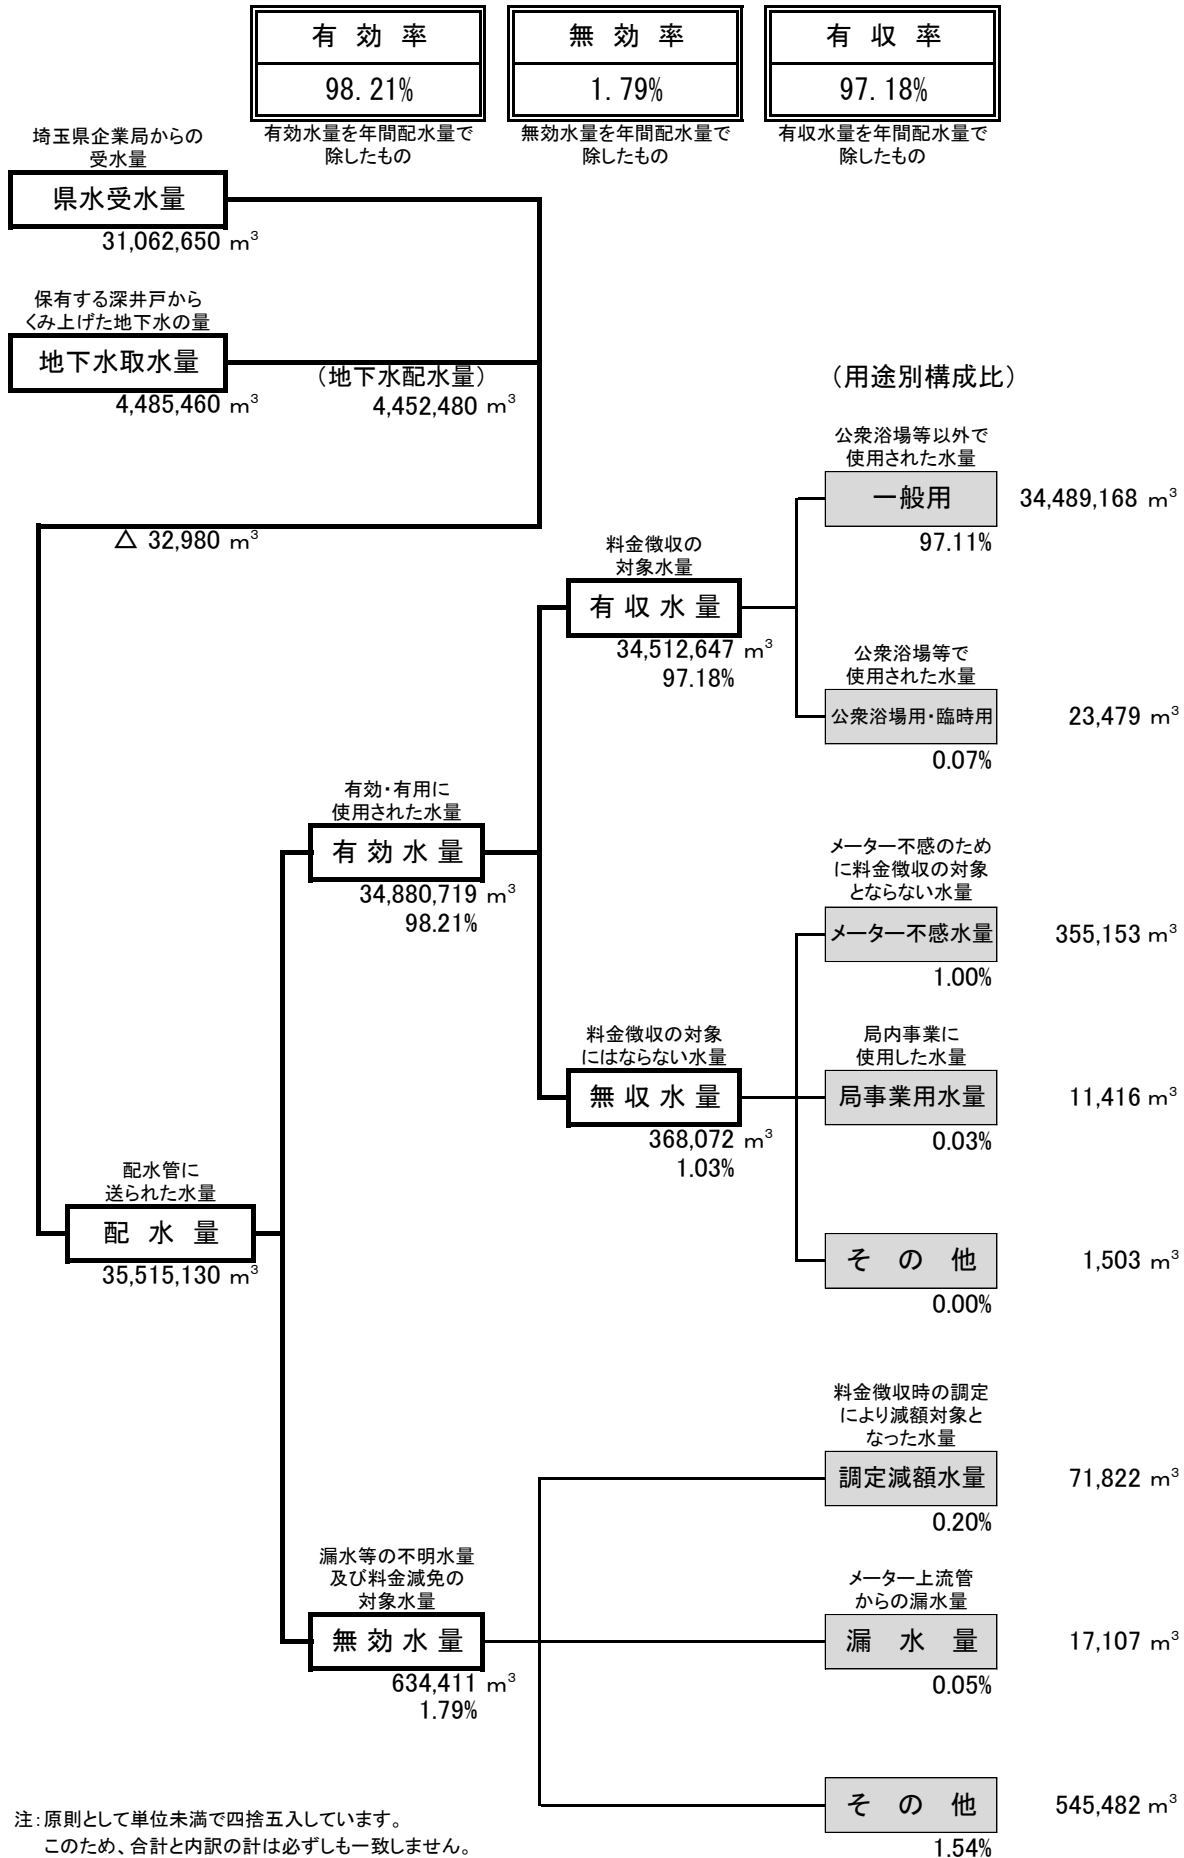 有 効 率
98.21%
有効水量を年間配水量で
除したもの
無 効 率
1.79%
無効水量を年間配水量で
除したもの
有 収 率
97.18%
有収水量を年間配水量で
除したもの
埼玉県企業局からの
受水量
県水受水量
31,062,650 m³
保有する深井戸から
くみ上げた地下水の量
地下水取水量
4,485,460 m³
（地下水配水量）
4,452,480 m³
△ 32,980 m³
（用途別構成比）
公衆浴場等以外で
使用された水量
一般用
34,489,168 m³
97.11%
料金徴収の
対象水量
有 収 水 量
34,512,647 m³
97.18%
公衆浴場等で
使用された水量
公衆浴場用・臨時用
23,479 m³
0.07%
有効・有用に
使用された水量
有 効 水 量
34,880,719 m³
98.21%
メーター不感のため
に料金徴収の対象
とならない水量
メーター不感水量
355,153 m³
1.00%
料金徴収の対象
にはならない水量
無 収 水 量
368,072 m³
1.03%
局内事業に
使用した水量
局事業用水量
11,416 m³
0.03%
配水管に
送られた水量
配 水 量
35,515,130 m³
そ の 他
1,503 m³
0.00%
料金徴収時の調定
により減額対象と
なった水量
調定減額水量
71,822 m³
0.20%
漏水等の不明水量
及び料金減免の
対象水量
無 効 水 量
634,411 m³
1.79%
メーター上流管
からの漏水量
漏 水 量
17,107 m³
0.05%
そ の 他
545,482 m³
1.54%
注：原則として単位未満で四捨五入しています。
このため、合計と内訳の計は必ずしも一致しません。